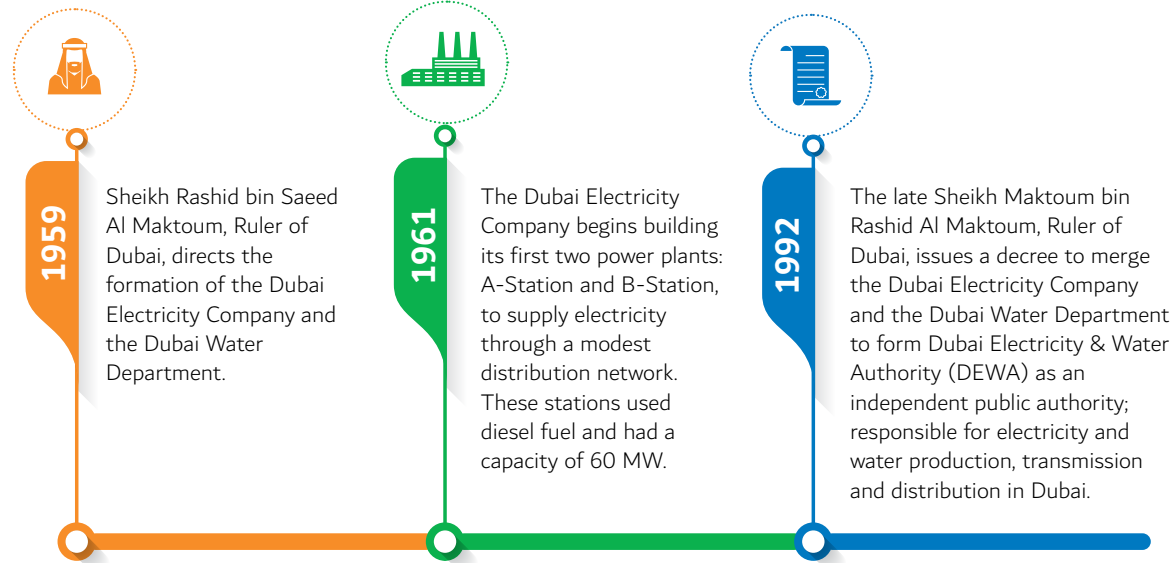 1959
Sheikh Rashid bin Saeed
Al Maktoum, Ruler of
Dubai, directs the
formation of the Dubai
Electricity Company and
the Dubai Water
Department.
1961
The Dubai Electricity
Company begins building
its first two power plants:
A-Station and B-Station,
to supply electricity
through a modest
distribution network.
These stations used
diesel fuel and had a
capacity of 60 MW.
1992
The late Sheikh Maktoum bin
Rashid Al Maktoum, Ruler of
Dubai, issues a decree to merge
the Dubai Electricity Company
and the Dubai Water Department
to form Dubai Electricity & Water
Authority (DEWA) as an
independent public authority;
responsible for electricity and
water production, transmission
and distribution in Dubai.